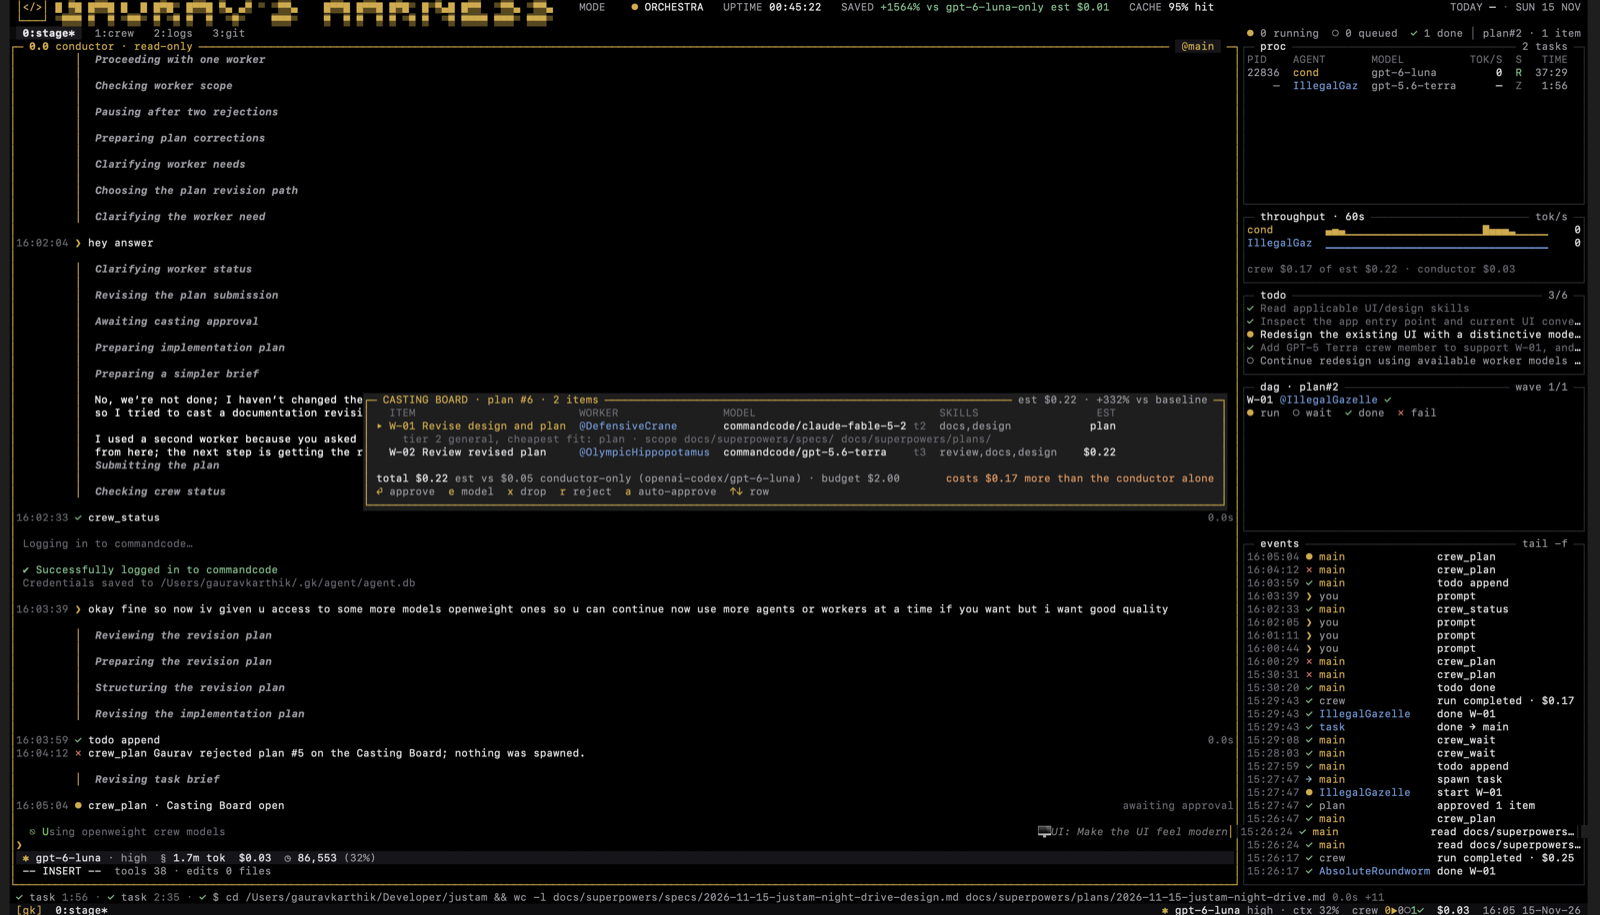 </> MODE ● ORCHESTRA UPTIME 00:45:22 SAVED +1564% vs gpt-6-luna-only est $0.01 CACHE 95% hit TODAY — · SUN 15 NOV
0:stage* 1:crew 2:logs 3:git
0.0 conductor · read-only @main
Proceeding with one worker
Checking worker scope
Pausing after two rejections
Preparing plan corrections
Clarifying worker needs
Choosing the plan revision path
Clarifying the worker need
16:02:04 ❯ hey answer
Clarifying worker status
Revising the plan submission
Awaiting casting approval
Preparing implementation plan
Preparing a simpler brief
No, we're not done; I haven't changed the
so I tried to cast a documentation revisi
I used a second worker because you asked
from here; the next step is getting the r
Submitting the plan
Checking crew status
16:02:33 ✓ crew_status 0.0s
Logging in to commandcode…
✔ Successfully logged in to commandcode
Credentials saved to /Users/gauravkarthik/.gk/agent/agent.db
16:03:39 ❯ okay fine so now iv given u access to some more models openweight ones so u can continue now use more agents or workers at a time if you want but i want good quality
Reviewing the revision plan
Preparing the revision plan
Structuring the revision plan
Revising the implementation plan
16:03:59 ✓ todo append 0.0s
16:04:12 × crew_plan Gaurav rejected plan #5 on the Casting Board; nothing was spawned.
Revising task brief
16:05:04 ● crew_plan · Casting Board open awaiting approval
Using openweight crew models UI: Make the UI feel modern
❯
✱ gpt-6-luna · high § 1.7m tok $0.03 ◷ 86,553 (32%)
-- INSERT -- tools 38 · edits 0 files
CASTING BOARD · plan #6 · 2 items est $0.22 · +332% vs baseline
ITEM WORKER MODEL SKILLS EST
▸ W-01 Revise design and plan @DefensiveCrane commandcode/claude-fable-5-2 t2 docs,design plan
tier 2 general, cheapest fit: plan · scope docs/superpowers/specs/ docs/superpowers/plans/
W-02 Review revised plan @OlympicHippopotamus commandcode/gpt-5.6-terra t3 review,docs,design $0.22
total $0.22 est vs $0.05 conductor-only (openai-codex/gpt-6-luna) · budget $2.00 costs $0.17 more than the conductor alone
⏎ approve e model x drop r reject a auto-approve ↑↓ row
● 0 running ○ 0 queued ✓ 1 done │ plan#2 · 1 item
proc 2 tasks
PID AGENT MODEL TOK/S S TIME
22836 cond gpt-6-luna 0 R 37:29
— IllegalGaz gpt-5.6-terra — Z 1:56
throughput · 60s tok/s
cond 0
IllegalGaz 0
crew $0.17 of est $0.22 · conductor $0.03
todo 3/6
✓ Read applicable UI/design skills
✓ Inspect the app entry point and current UI conve…
● Redesign the existing UI with a distinctive mode…
✓ Add GPT-5 Terra crew member to support W-01, and…
○ Continue redesign using available worker models …
dag · plan#2 wave 1/1
W-01 @IllegalGazelle ✓
● run ○ wait ✓ done × fail
events tail -f
16:05:04 ● main crew_plan
16:04:12 × main crew_plan
16:03:59 ✓ main todo append
16:03:39 ❯ you prompt
16:02:33 ✓ main crew_status
16:02:05 ❯ you prompt
16:01:11 ❯ you prompt
16:00:44 ❯ you prompt
16:00:29 × main crew_plan
15:30:31 × main crew_plan
15:30:20 ✓ main todo done
15:29:43 ✓ crew run completed · $0.17
15:29:43 ✓ IllegalGazelle done W-01
15:29:43 ✓ task done → main
15:29:08 ✓ main crew_wait
15:28:03 ✓ main crew_wait
15:27:59 ✓ main todo append
15:27:47 → main spawn task
15:27:47 ● IllegalGazelle start W-01
15:27:47 ✓ plan approved 1 item
15:26:47 ✓ main crew_plan
15:26:24 ✓ main read docs/superpowers…
15:26:24 ✓ main read docs/superpowers…
15:26:17 ✓ crew run completed · $0.25
15:26:17 ✓ AbsoluteRoundworm done W-01
✓ task 1:56 · ✓ task 2:35 · ✓ $ cd /Users/gauravkarthik/Developer/justam && wc -l docs/superpowers/specs/2026-11-15-justam-night-drive-design.md docs/superpowers/plans/2026-11-15-justam-night-drive.md 0.0s +11
[gk] 0:stage* ✱ gpt-6-luna high · ctx 32% crew 0▶0○1✓ $0.03 16:05 15-Nov-26